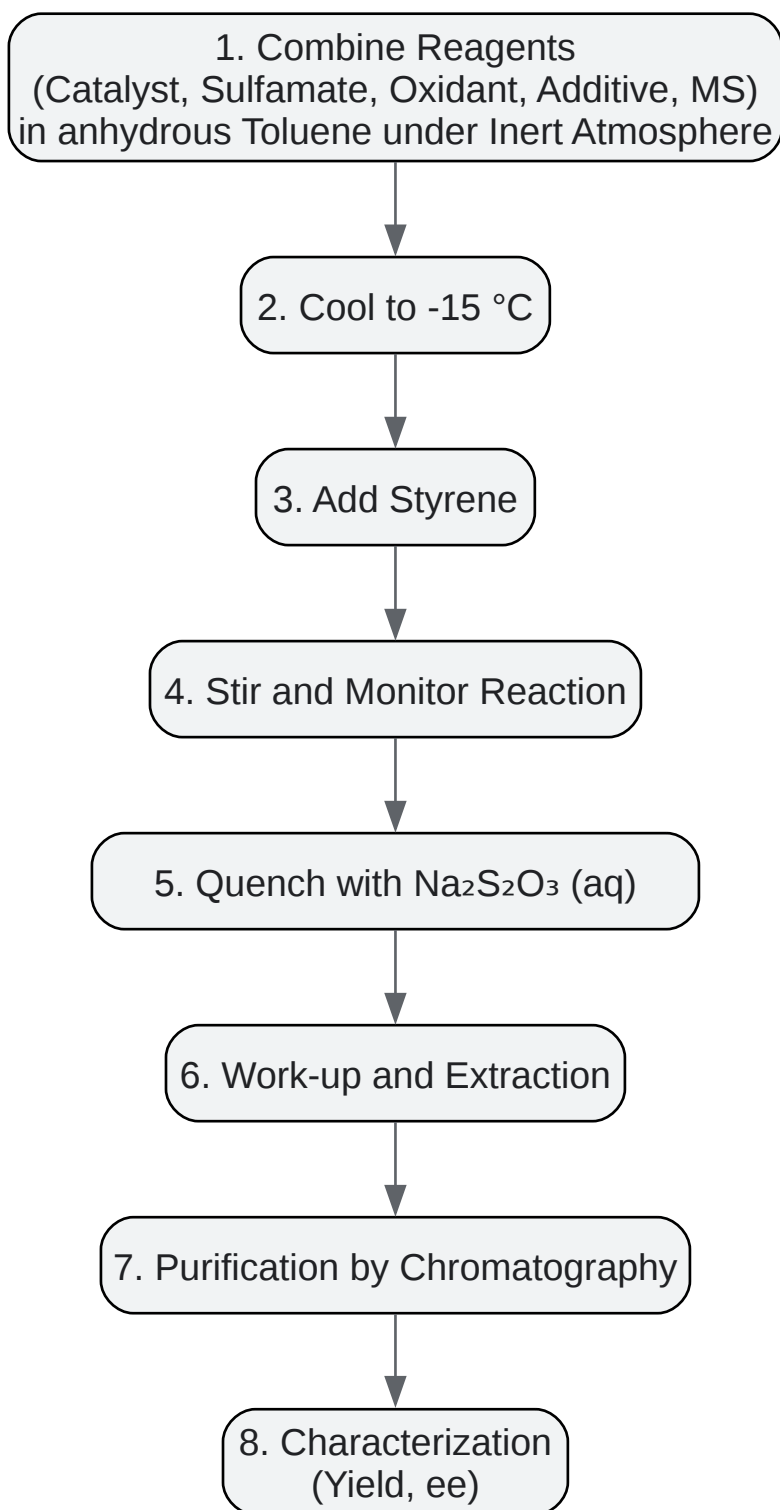 1. Combine Reagents
(Catalyst, Sulfamate, Oxidant, Additive, MS)
in anhydrous Toluene under Inert Atmosphere
2. Cool to -15 °C
3. Add Styrene
4. Stir and Monitor Reaction
5. Quench with Na₂S₂O₃ (aq)
6. Work-up and Extraction
7. Purification by Chromatography
8. Characterization
(Yield, ee)